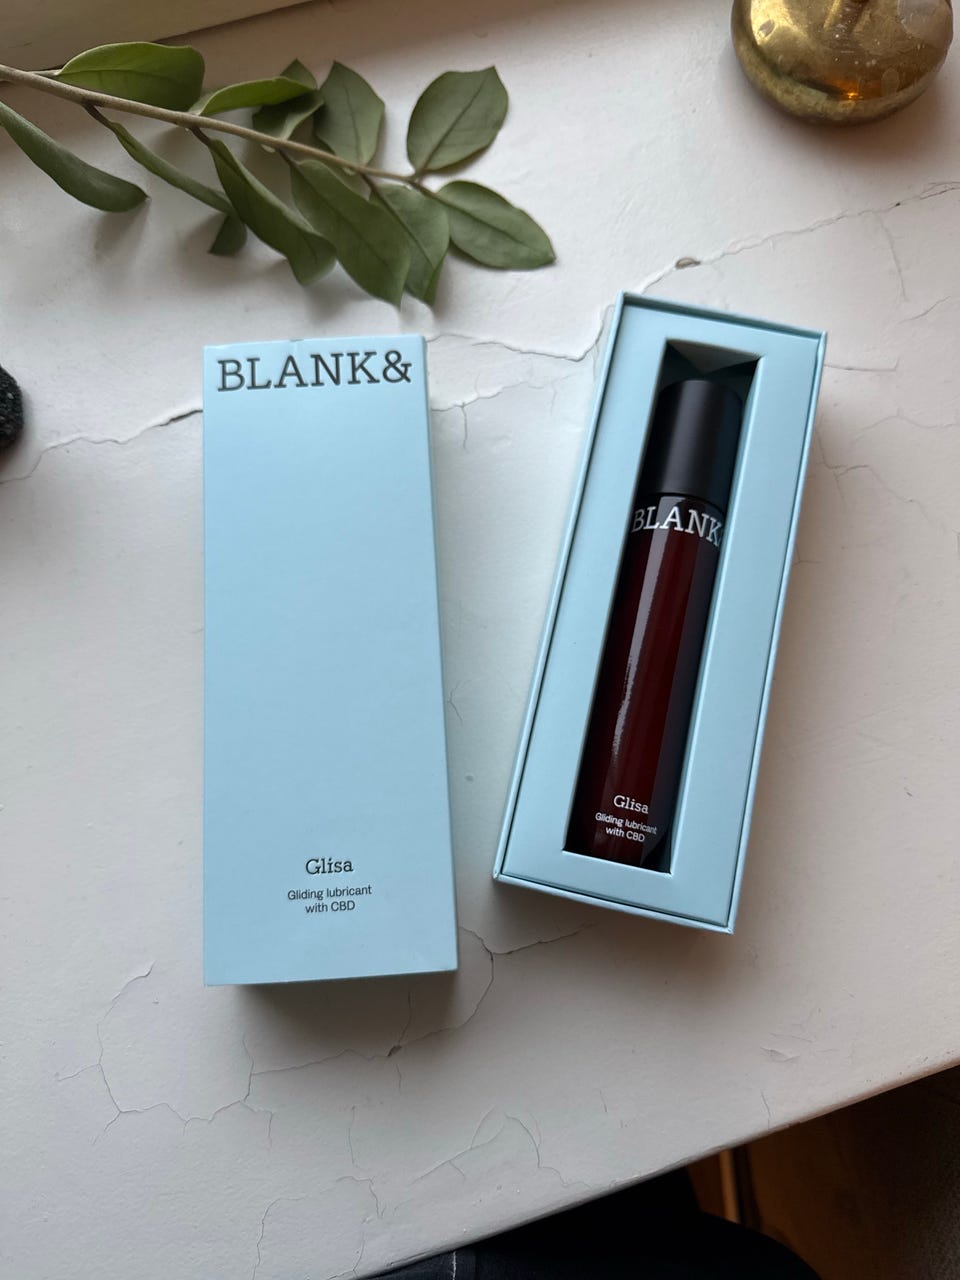 BLANK&
Glisa
Gliding lubricant
with CBD
BLANK
Glisa
Gliding lubricant
with CBD